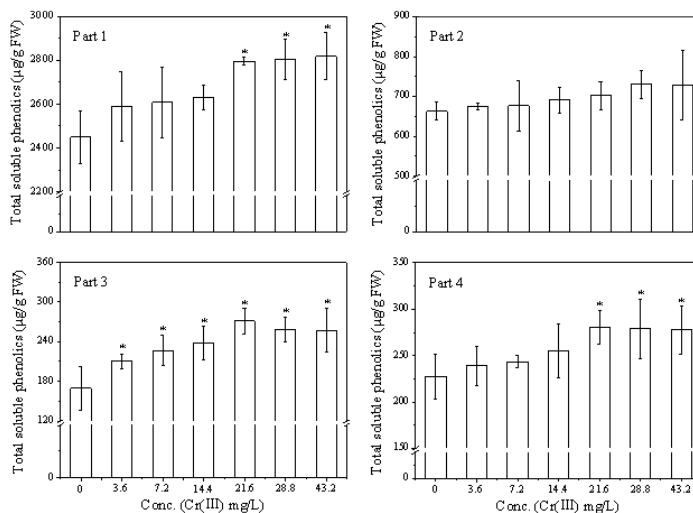 Total soluble phenolics (µg/g FW)
Part 1
3000
2800
2600
2400
2200
0
* * *
Total soluble phenolics (µg/g FW)
Part 2
900
800
700
600
500
0
Total soluble phenolics (µg/g FW)
Part 3
360
300
240
180
120
0
* * * * * *
0 3.6 7.2 14.4 21.6 28.8 43.2
Conc. (Cr(III) mg/L)
Total soluble phenolics (µg/g FW)
Part 4
350
300
250
200
150
0
* * *
0 3.6 7.2 14.4 21.6 28.8 43.2
Conc. (Cr(III) mg/L)